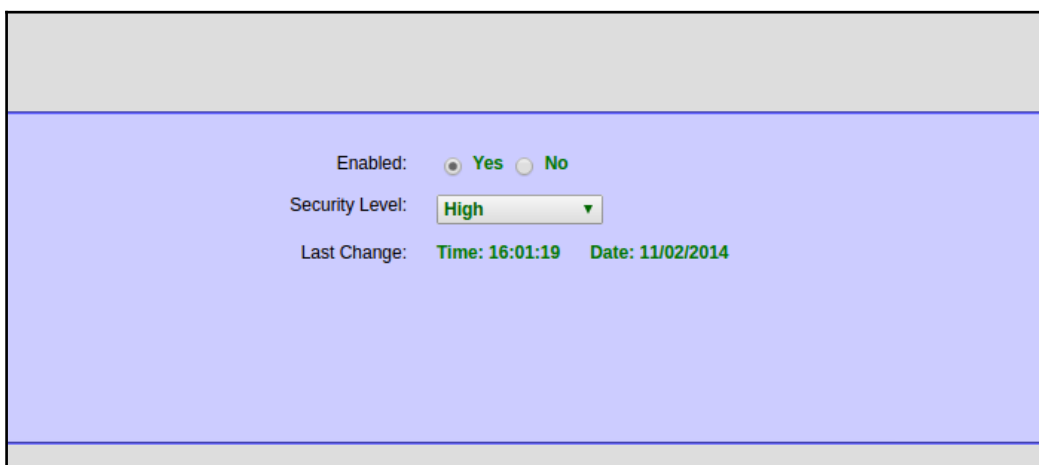 Enabled: Yes No
Security Level: High
Last Change: Time: 16:01:19 Date: 11/02/2014